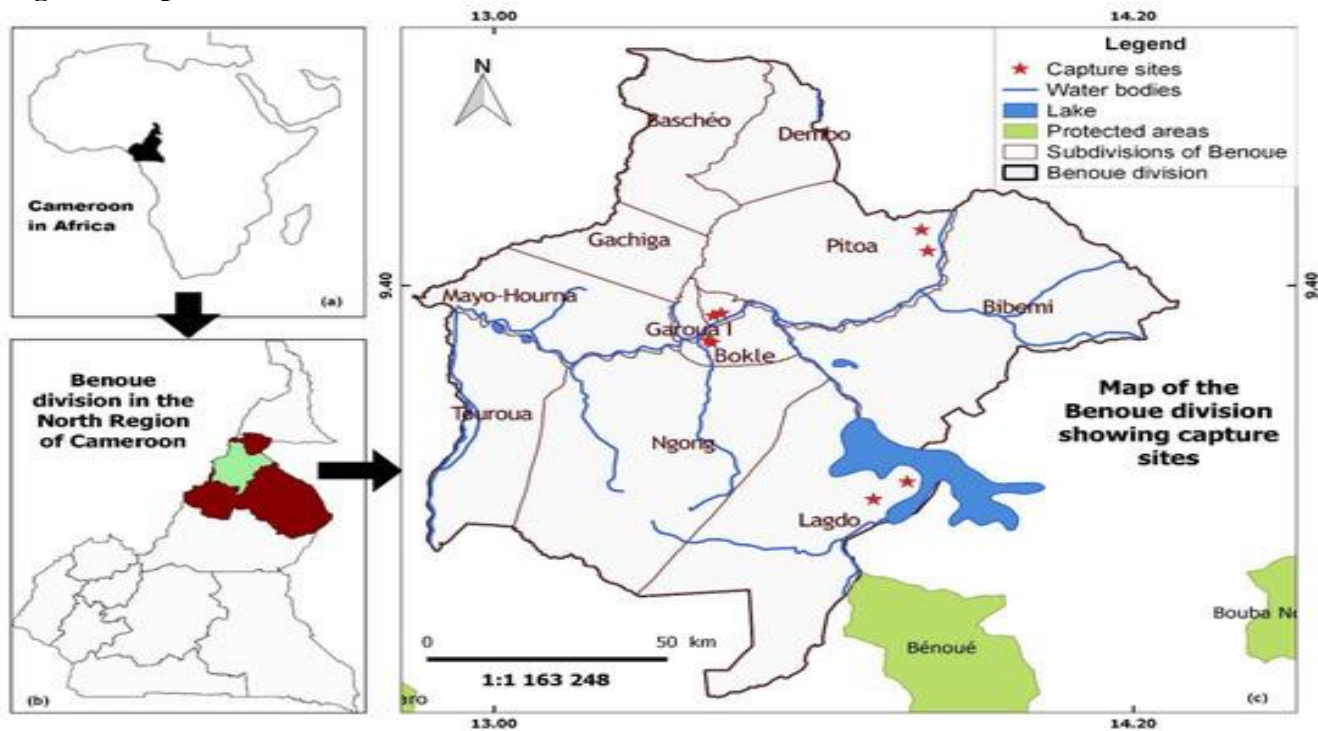 Cameroon
in Africa
(a)
Benoue
division in the
North Region
of Cameroon
(b)
13.00
14.20
N
Legend
Capture sites
Water bodies
Lake
Protected areas
Subdivisions of Benoue
Benoue division
Baschéo
Dembo
Gachiga
Pitoa
9.40
9.40
Mayo-Hourna
Bibemi
Garoua I
Bokle
Touroua
Ngong
Map of the
Benoue division
showing capture
sites
Lagdo
Bouba N
0 50 km
1:1 163 248
Bénoué
aro
(c)
13.00
14.20